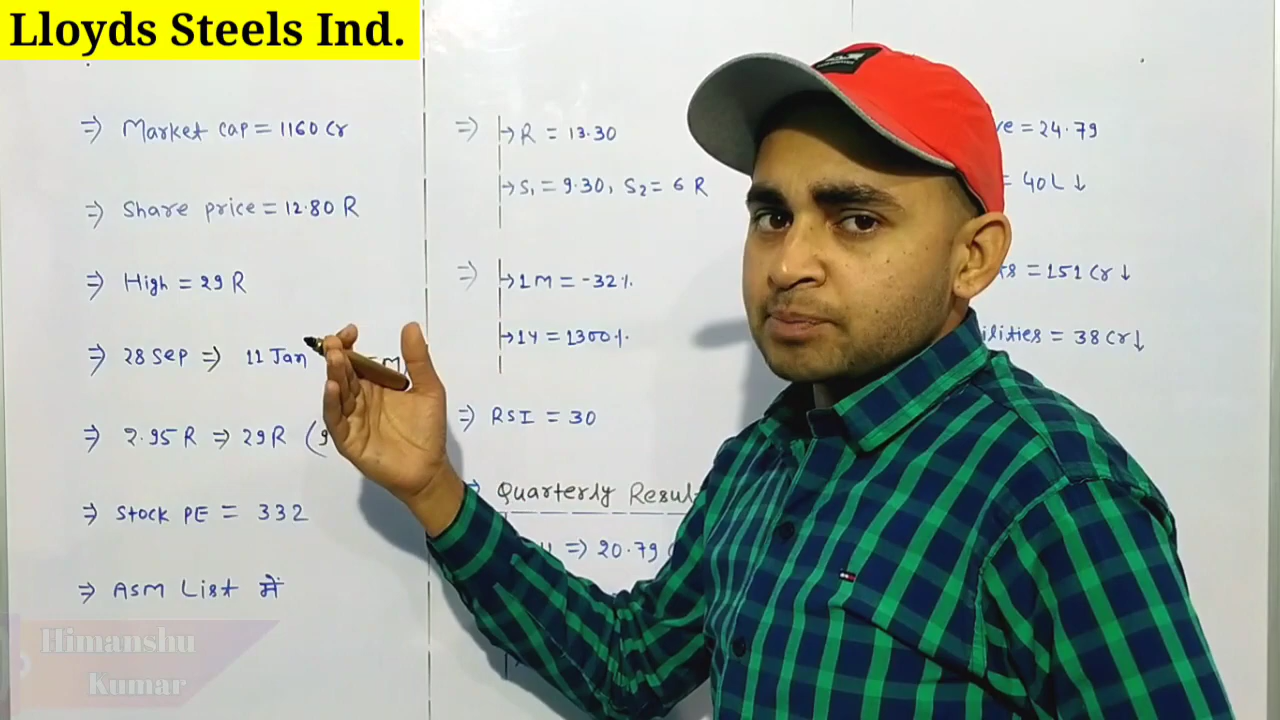 Lloyds Steels Ind.
⇒ Market cap = 1160 Cr
⇒ Share price = 12.80 R
⇒ High = 29 R
⇒ 28 Sep ⇒ 11 Jan
⇒ 2.95 R ⇒ 29 R (9
⇒ Stock PE = 332
⇒ ASM List में
Himanshu
Kumar
⇒ → R = 13.30
→ S1 = 9.30, S2 = 6 R
⇒ → 1M = -32%
→ 1Y = 1300%
⇒ RSI = 30
⇒ Quarterly Result
⇒ 20.79
= 24.79
= 40L ↓
= 151 Cr ↓
= 38 Cr ↓